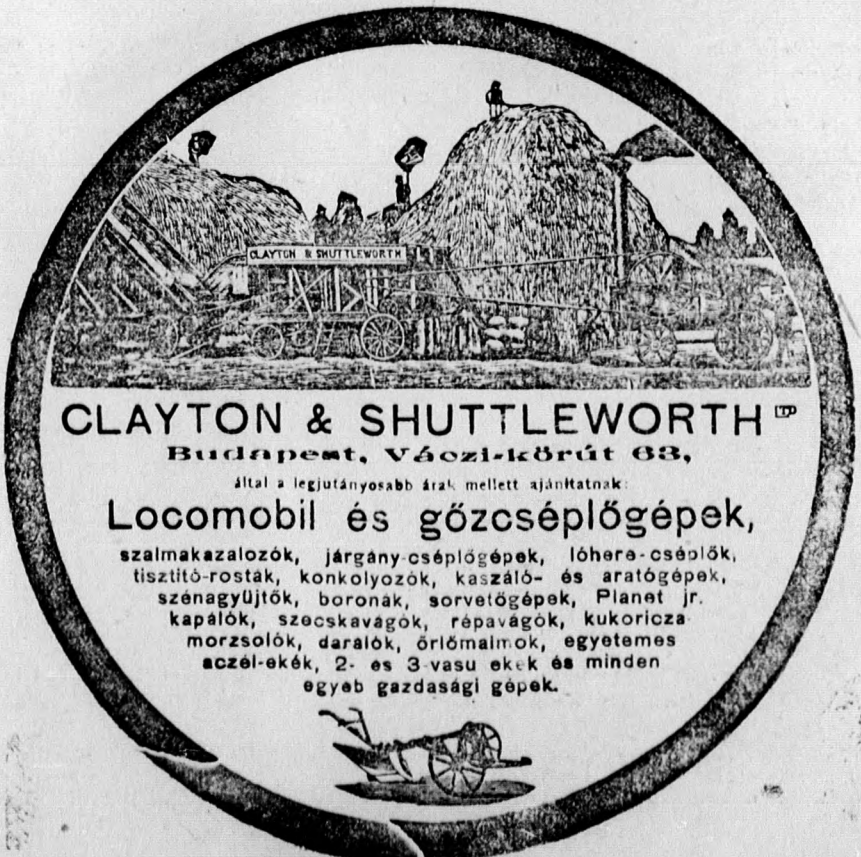 CLAYTON & SHUTTLEWORTH
CLAYTON & SHUTTLEWORTH LTD
Budapest, Váczi-körút 63,
által a legjutányosabb árak mellett ajánltatnak:
Locomobil és gőzcséplőgépek,
szalmakazalozók, járgány-cséplőgépek, lóhere-cséplők,
tisztitó-rosták, konkolyozók, kaszáló- és aratógépek,
szénagyüjtők, boronák, sorvetőgépek, Planet jr.
kapálók, szecskavágók, répavágók, kukoricza
morzsolók, darálók, őrlőmalmok, egyetemes
aczél-ekék, 2- és 3-vasu ekék és minden
egyéb gazdasági gépek.